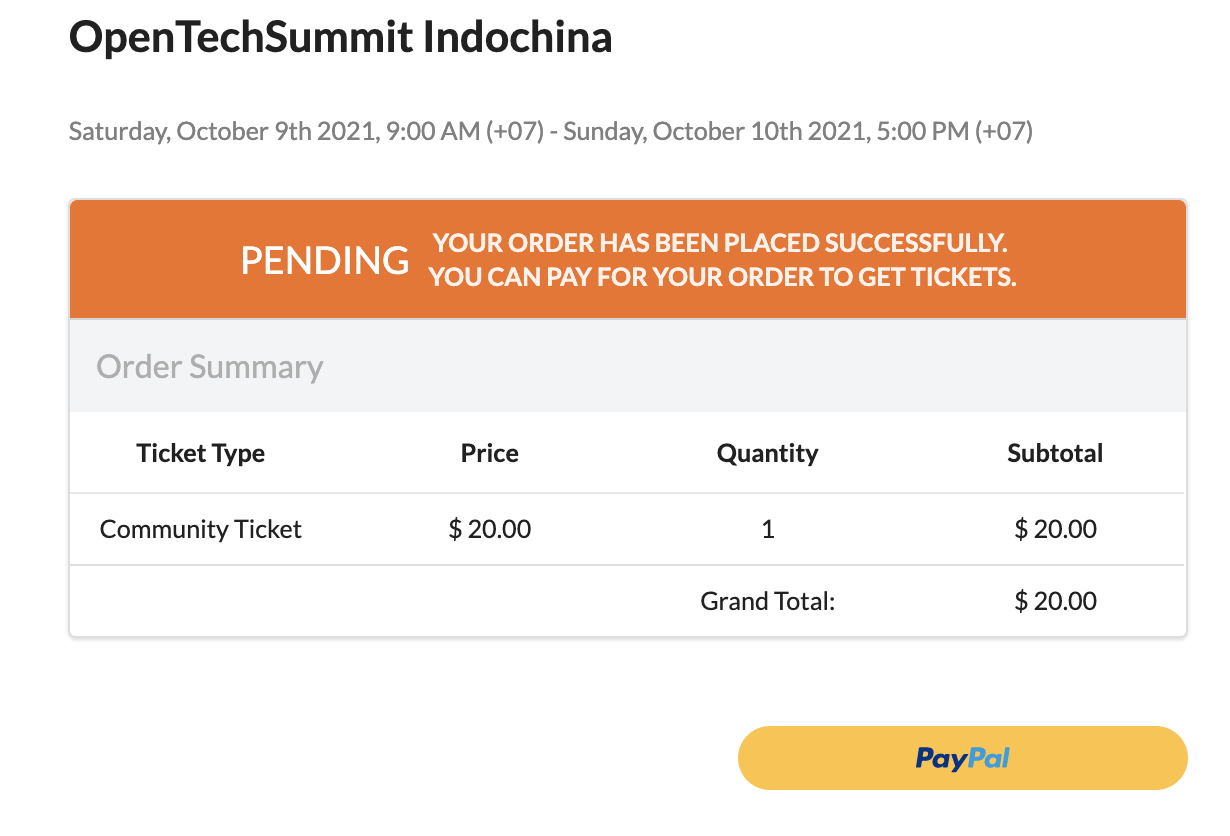 OpenTechSummit Indochina
Saturday, October 9th 2021, 9:00 AM (+07) - Sunday, October 10th 2021, 5:00 PM (+07)
PENDING
YOUR ORDER HAS BEEN PLACED SUCCESSFULLY.
YOU CAN PAY FOR YOUR ORDER TO GET TICKETS.
Order Summary
Ticket Type Price Quantity Subtotal
Community Ticket $ 20.00 1 $ 20.00
Grand Total: $ 20.00
PayPal